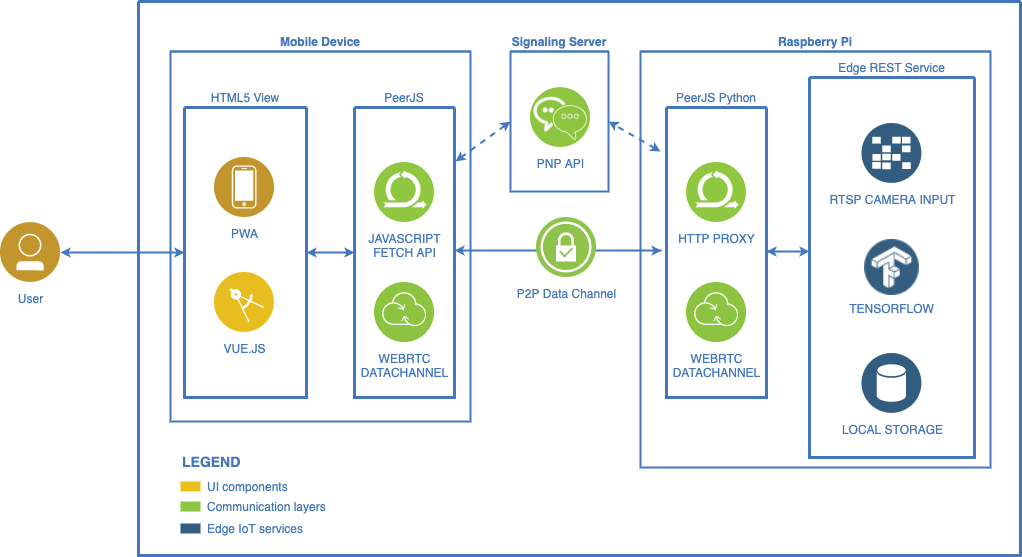 Mobile Device
Signaling Server
Raspberry Pi
HTML5 View
PeerJS
PeerJS Python
Edge REST Service
PWA
VUE.JS
JAVASCRIPT
FETCH API
WEBRTC
DATACHANNEL
PNP API
P2P Data Channel
HTTP PROXY
WEBRTC
DATACHANNEL
RTSP CAMERA INPUT
TENSORFLOW
LOCAL STORAGE
User
LEGEND
UI components
Communication layers
Edge IoT services